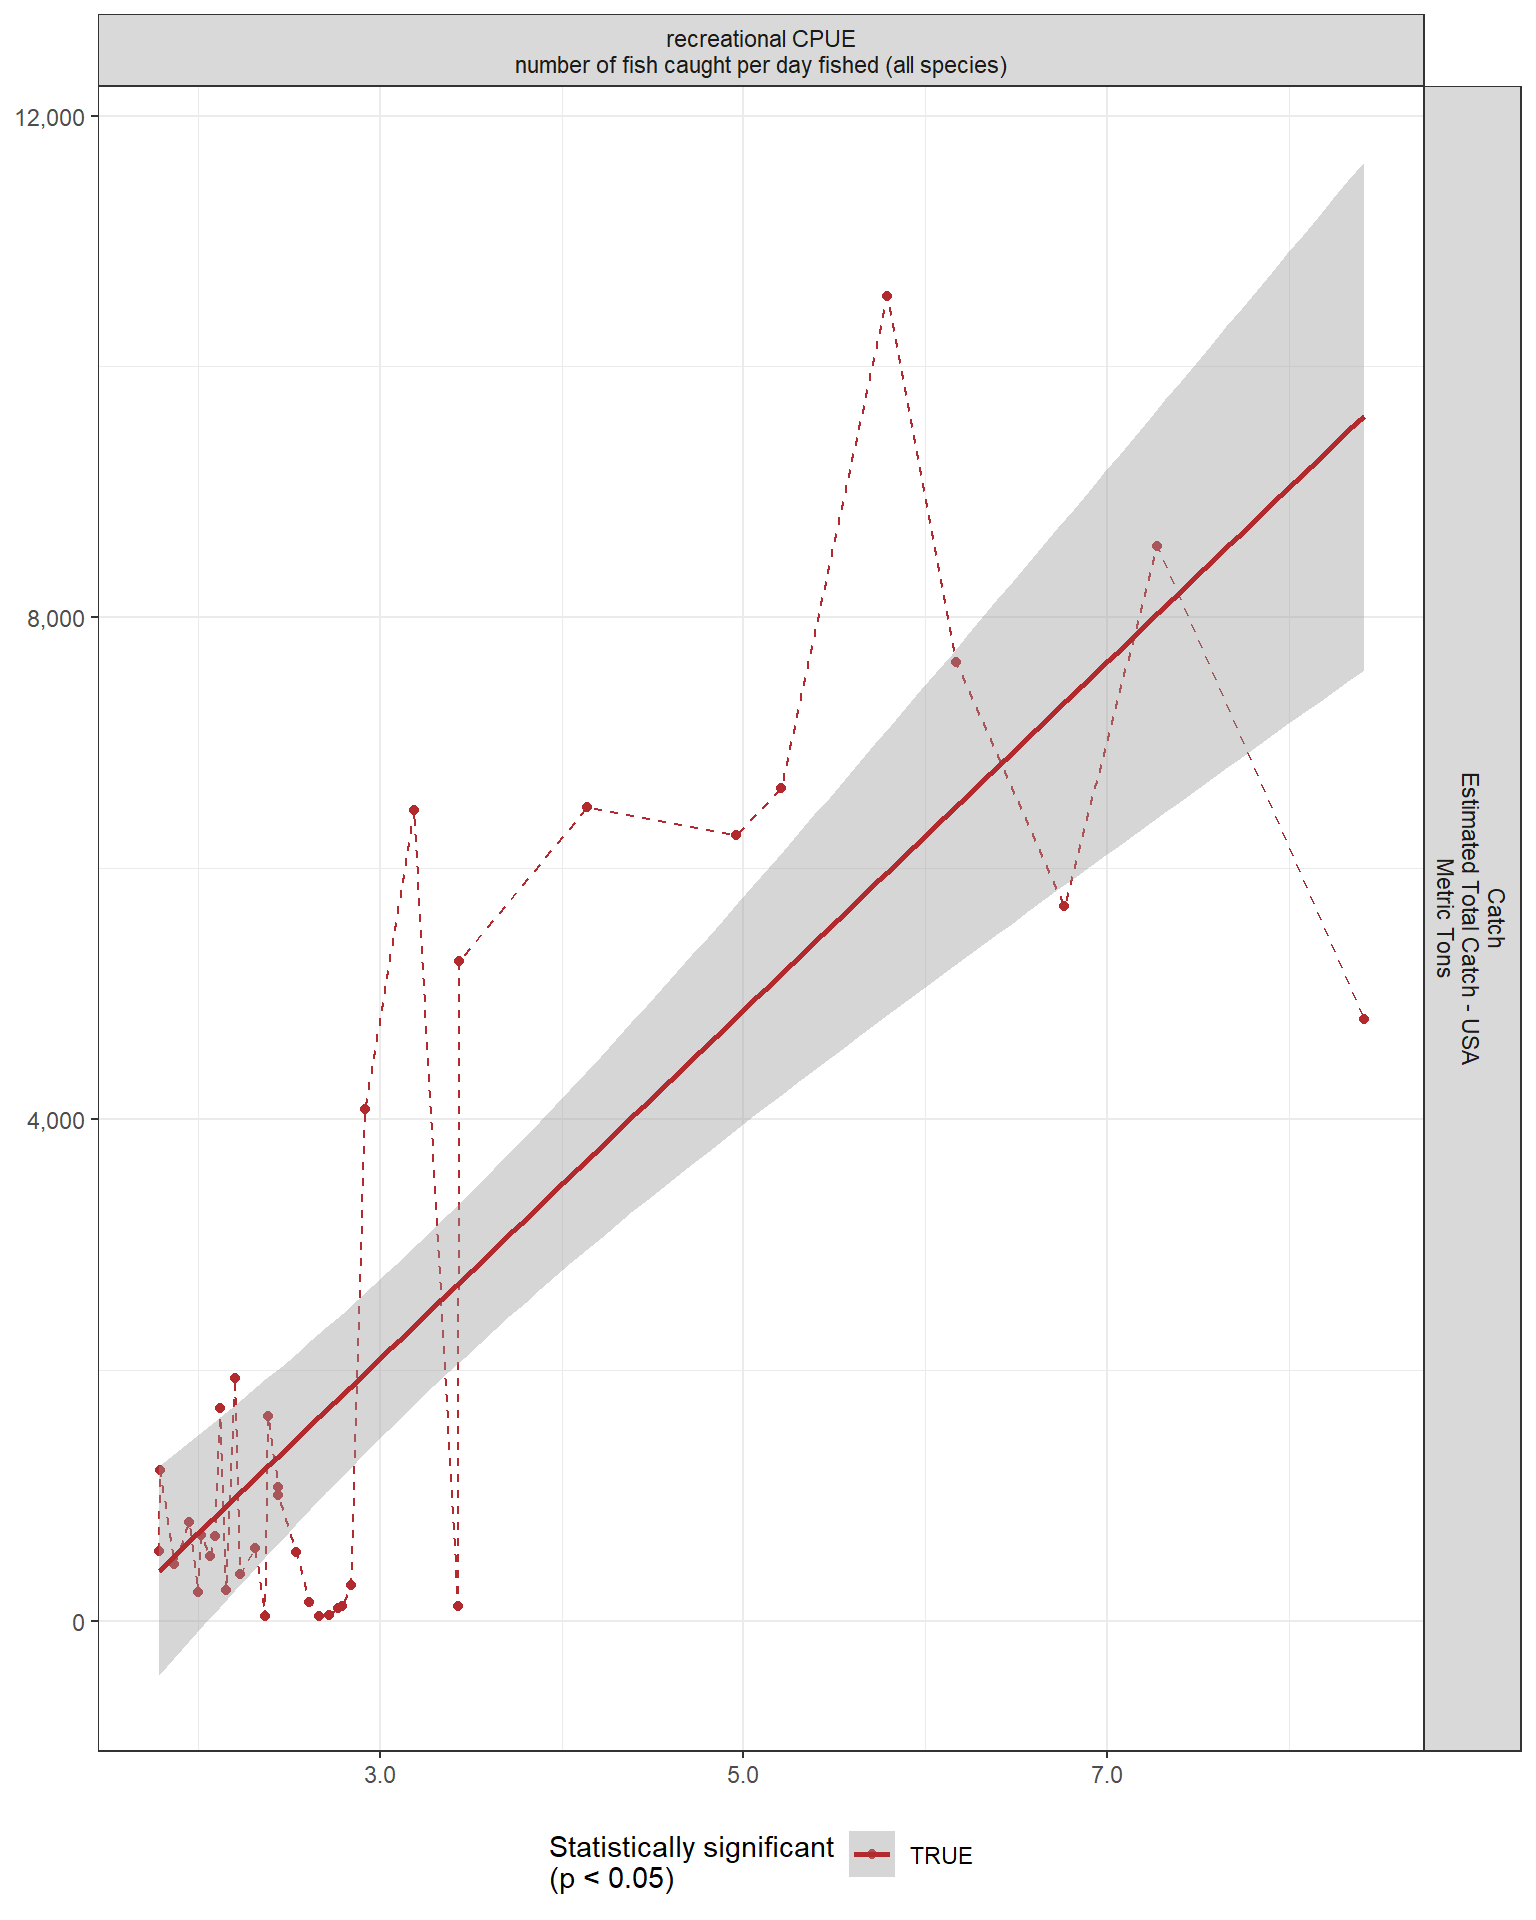 recreational CPUE
number of fish caught per day fished (all species)
12,000
8,000
4,000
0
3.0
5.0
7.0
Catch
Estimated Total Catch - USA
Metric Tons
Statistically significant
(p < 0.05)
TRUE